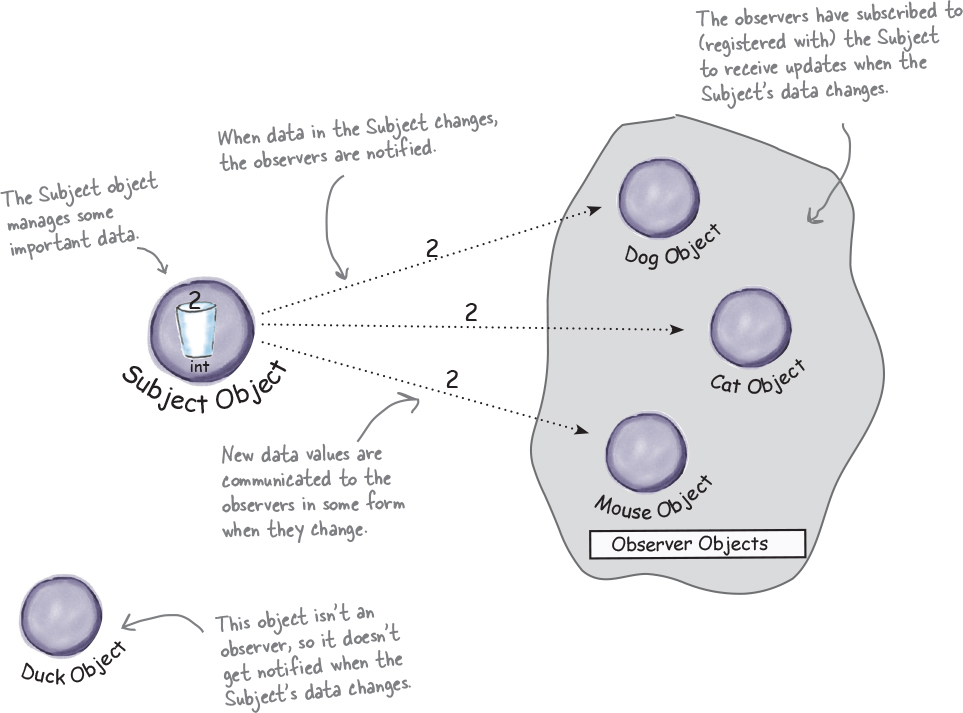 The observers have subscribed to
(registered with) the Subject
to receive updates when the
Subject's data changes.
When data in the Subject changes,
the observers are notified.
The Subject object
manages some
important data.
2
int
Subject Object
2
2
2
Dog Object
Cat Object
Mouse Object
Observer Objects
New data values are
communicated to the
observers in some form
when they change.
Duck Object
This object isn't an
observer, so it doesn't
get notified when the
Subject's data changes.